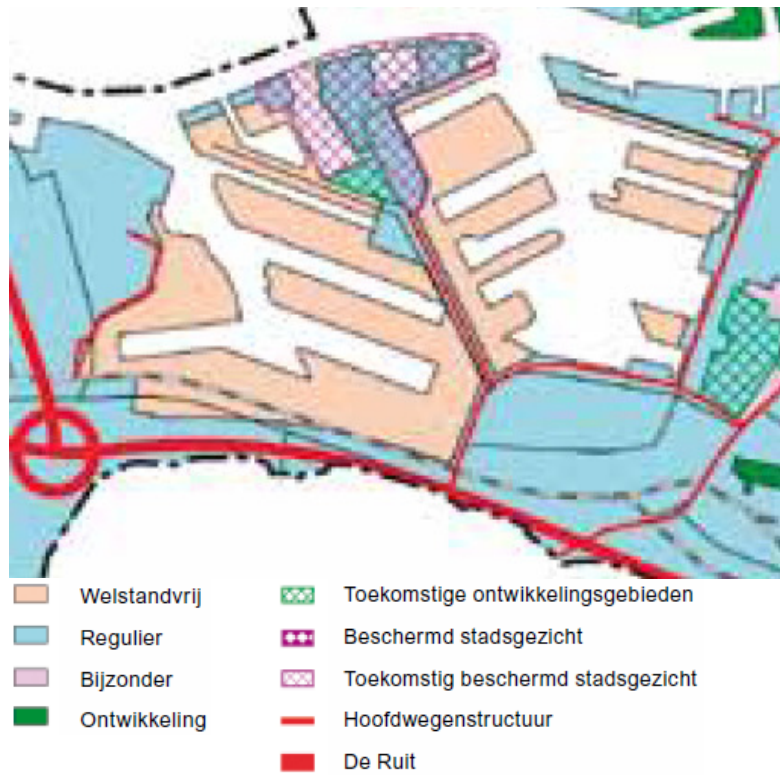 Welstandvrij
Regulier
Bijzonder
Ontwikkeling
Toekomstige ontwikkelingsgebieden
Beschermd stadsgezicht
Toekomstig beschermd stadsgezicht
Hoofdwegenstructuur
De Ruit